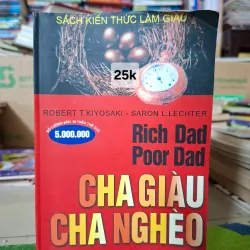 SÁCH KIẾN THỨC LÀM GIÀU
25k
ROBERT T.KIYOSAKI - SARON L.LECHTER
5.000.000
Rich Dad
Poor Dad
CHA GIÀU
CHA NGHÈO